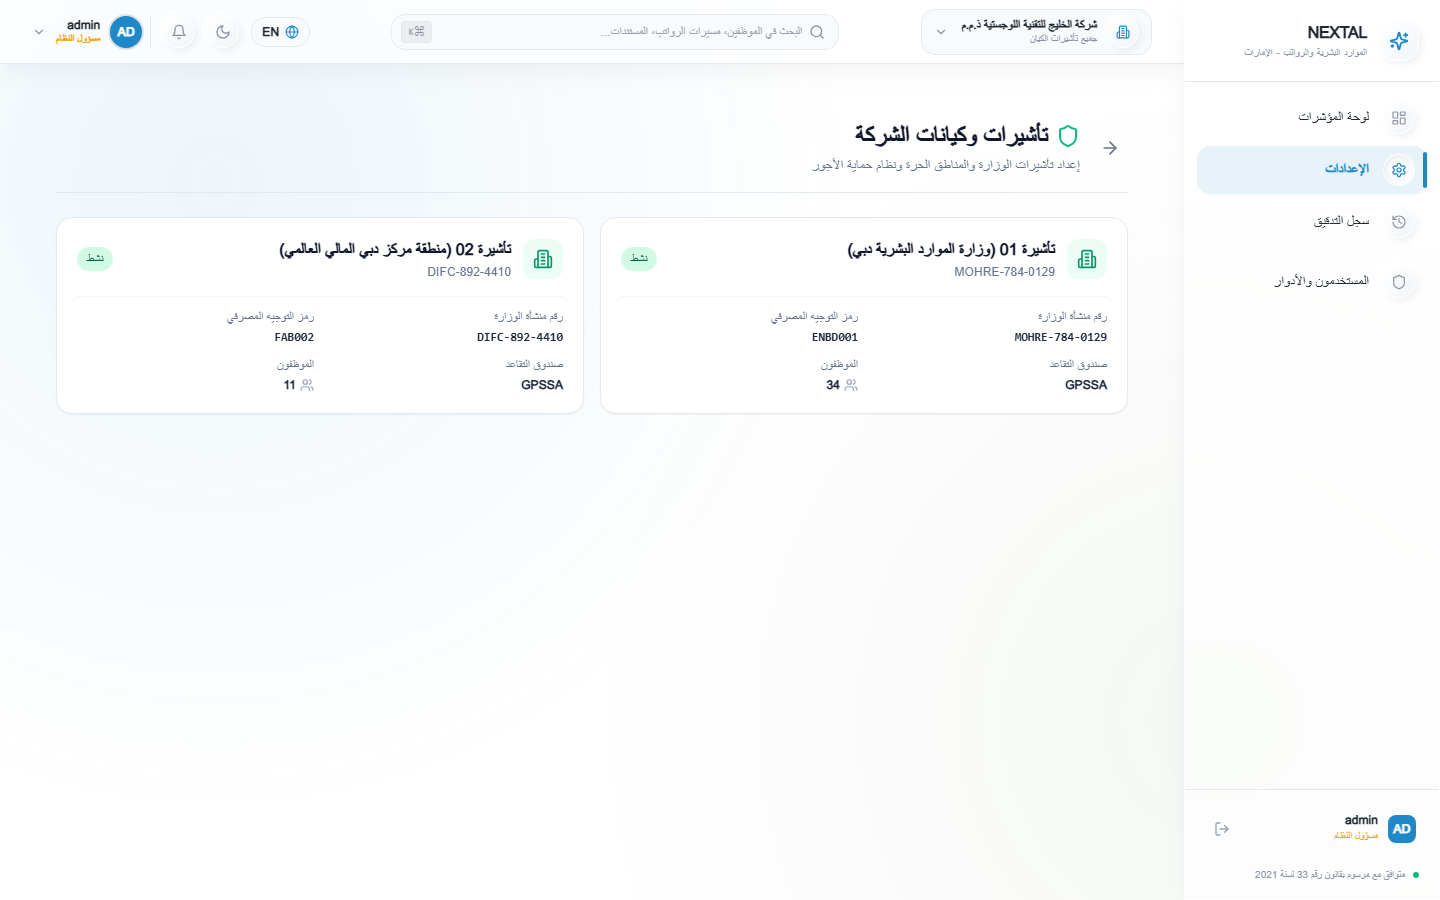 NEXTAL
الموارد البشرية والرواتب - الإمارات
لوحة المؤشرات
الإعدادات
سجل التدقيق
المستخدمون والأدوار
admin
مسؤول النظام
AD
متوافق مع مرسوم بقانون رقم 33 لسنة 2021
شركة الخليج للتقنية اللوجستية ذ.م.م
جميع تأشيرات الكيان
البحث في الموظفين، مسيرات الرواتب، المستندات...
⌘K
EN
AD
admin
مسؤول النظام
تأشيرات وكيانات الشركة
إعداد تأشيرات الوزارة والمناطق الحرة ونظام حماية الأجور
تأشيرة 01 (وزارة الموارد البشرية دبي)
MOHRE-784-0129
نشط
رقم منشأة الوزارة
MOHRE-784-0129
رمز التوجيه المصرفي
ENBD001
صندوق التقاعد
GPSSA
الموظفون
34
تأشيرة 02 (منطقة مركز دبي المالي العالمي)
DIFC-892-4410
نشط
رقم منشأة الوزارة
DIFC-892-4410
رمز التوجيه المصرفي
FAB002
صندوق التقاعد
GPSSA
الموظفون
11